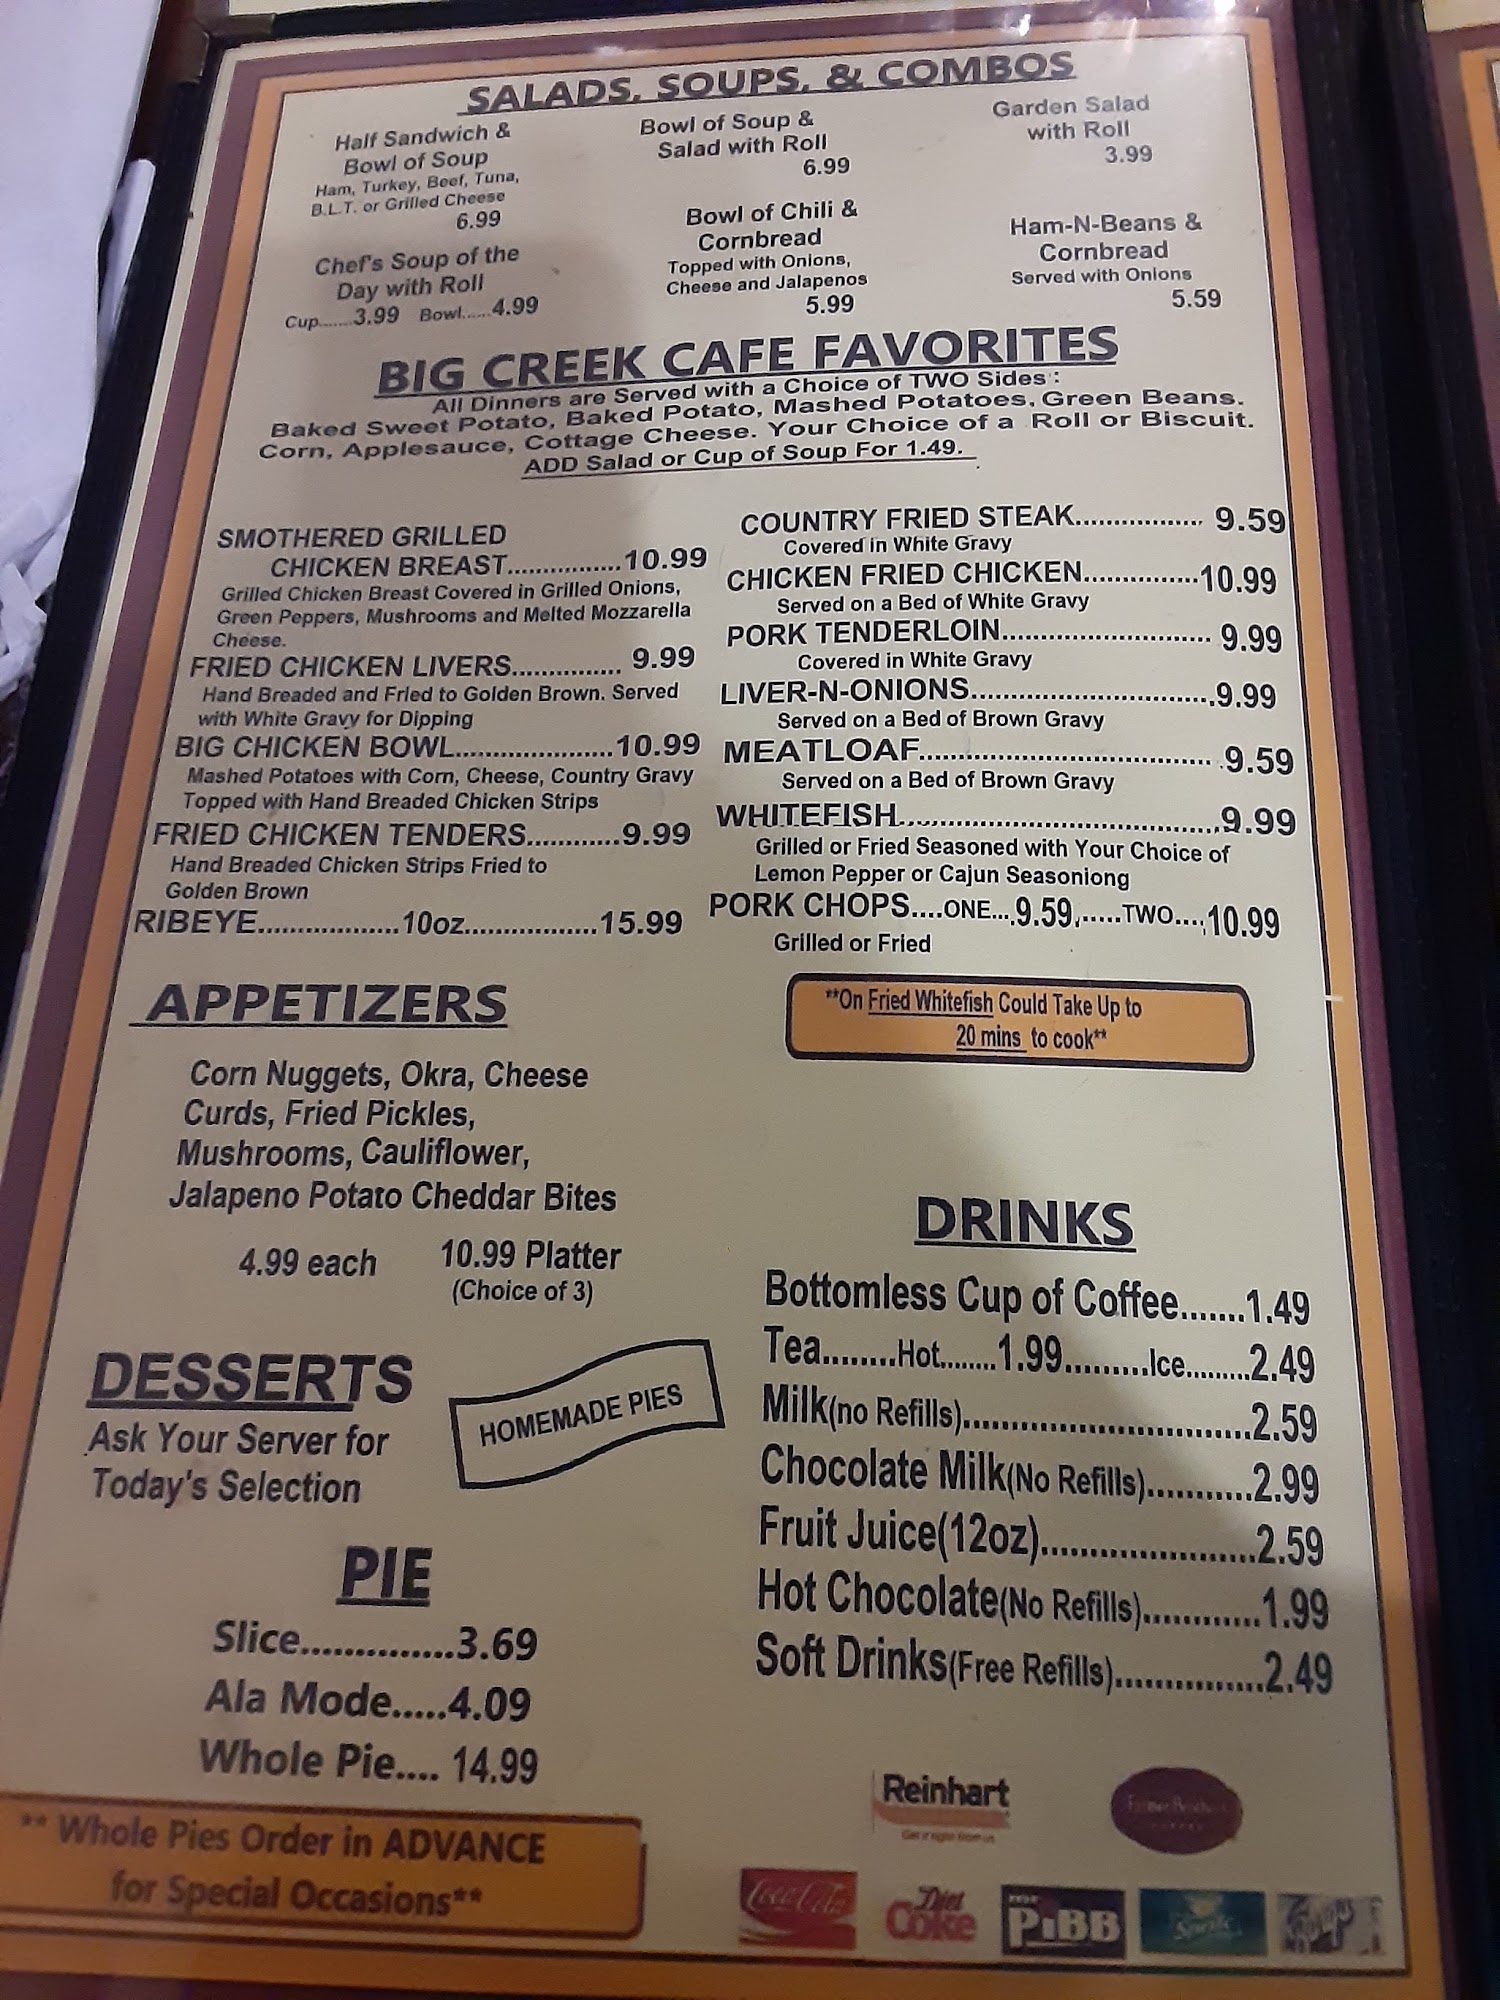 SALADS, SOUPS, & COMBOS
Half Sandwich &
Bowl of Soup
Ham, Turkey, Beef, Tuna,
B.L.T. or Grilled Cheese
6.99
Chef's Soup of the
Day with Roll
Cup.......3.99 Bowl......4.99
Bowl of Soup &
Salad with Roll
6.99
Bowl of Chili &
Cornbread
Topped with Onions,
Cheese and Jalapenos
5.99
Garden Salad
with Roll
3.99
Ham-N-Beans &
Cornbread
Served with Onions
5.59
BIG CREEK CAFE FAVORITES
All Dinners are Served with a Choice of TWO Sides :
Baked Sweet Potato, Baked Potato, Mashed Potatoes, Green Beans.
Corn, Applesauce, Cottage Cheese. Your Choice of a Roll or Biscuit.
ADD Salad or Cup of Soup For 1.49.
SMOTHERED GRILLED
CHICKEN BREAST................10.99
Grilled Chicken Breast Covered in Grilled Onions,
Green Peppers, Mushrooms and Melted Mozzarella
Cheese.
FRIED CHICKEN LIVERS............... 9.99
Hand Breaded and Fried to Golden Brown. Served
with White Gravy for Dipping
BIG CHICKEN BOWL......................10.99
Mashed Potatoes with Corn, Cheese, Country Gravy
Topped with Hand Breaded Chicken Strips
FRIED CHICKEN TENDERS............9.99
Hand Breaded Chicken Strips Fried to
Golden Brown
RIBEYE..................10oz.................15.99
COUNTRY FRIED STEAK.................. 9.59
Covered in White Gravy
CHICKEN FRIED CHICKEN...............10.99
Served on a Bed of White Gravy
PORK TENDERLOIN........................... 9.99
Covered in White Gravy
LIVER-N-ONIONS................................9.99
Served on a Bed of Brown Gravy
MEATLOAF...................................... 9.59
Served on a Bed of Brown Gravy
WHITEFISH.........................................9.99
Grilled or Fried Seasoned with Your Choice of
Lemon Pepper or Cajun Seasoniong
PORK CHOPS....ONE....9.59......TWO....10.99
Grilled or Fried
**On Fried Whitefish Could Take Up to
20 mins to cook**
APPETIZERS
Corn Nuggets, Okra, Cheese
Curds, Fried Pickles,
Mushrooms, Cauliflower,
Jalapeno Potato Cheddar Bites
4.99 each 10.99 Platter
(Choice of 3)
DESSERTS
Ask Your Server for
Today's Selection
HOMEMADE PIES
PIE
Slice...............3.69
Ala Mode.....4.09
Whole Pie.... 14.99
** Whole Pies Order in ADVANCE
for Special Occasions**
DRINKS
Bottomless Cup of Coffee.......1.49
Tea........Hot........1.99.........Ice.........2.49
Milk(no Refills)..............................2.59
Chocolate Milk(No Refills)...........2.99
Fruit Juice(12oz)......................2.59
Hot Chocolate(No Refills)............1.99
Soft Drinks(Free Refills)...............2.49
Reinhart
Coca-Cola
Diet
Coke
PiBB
Sprite